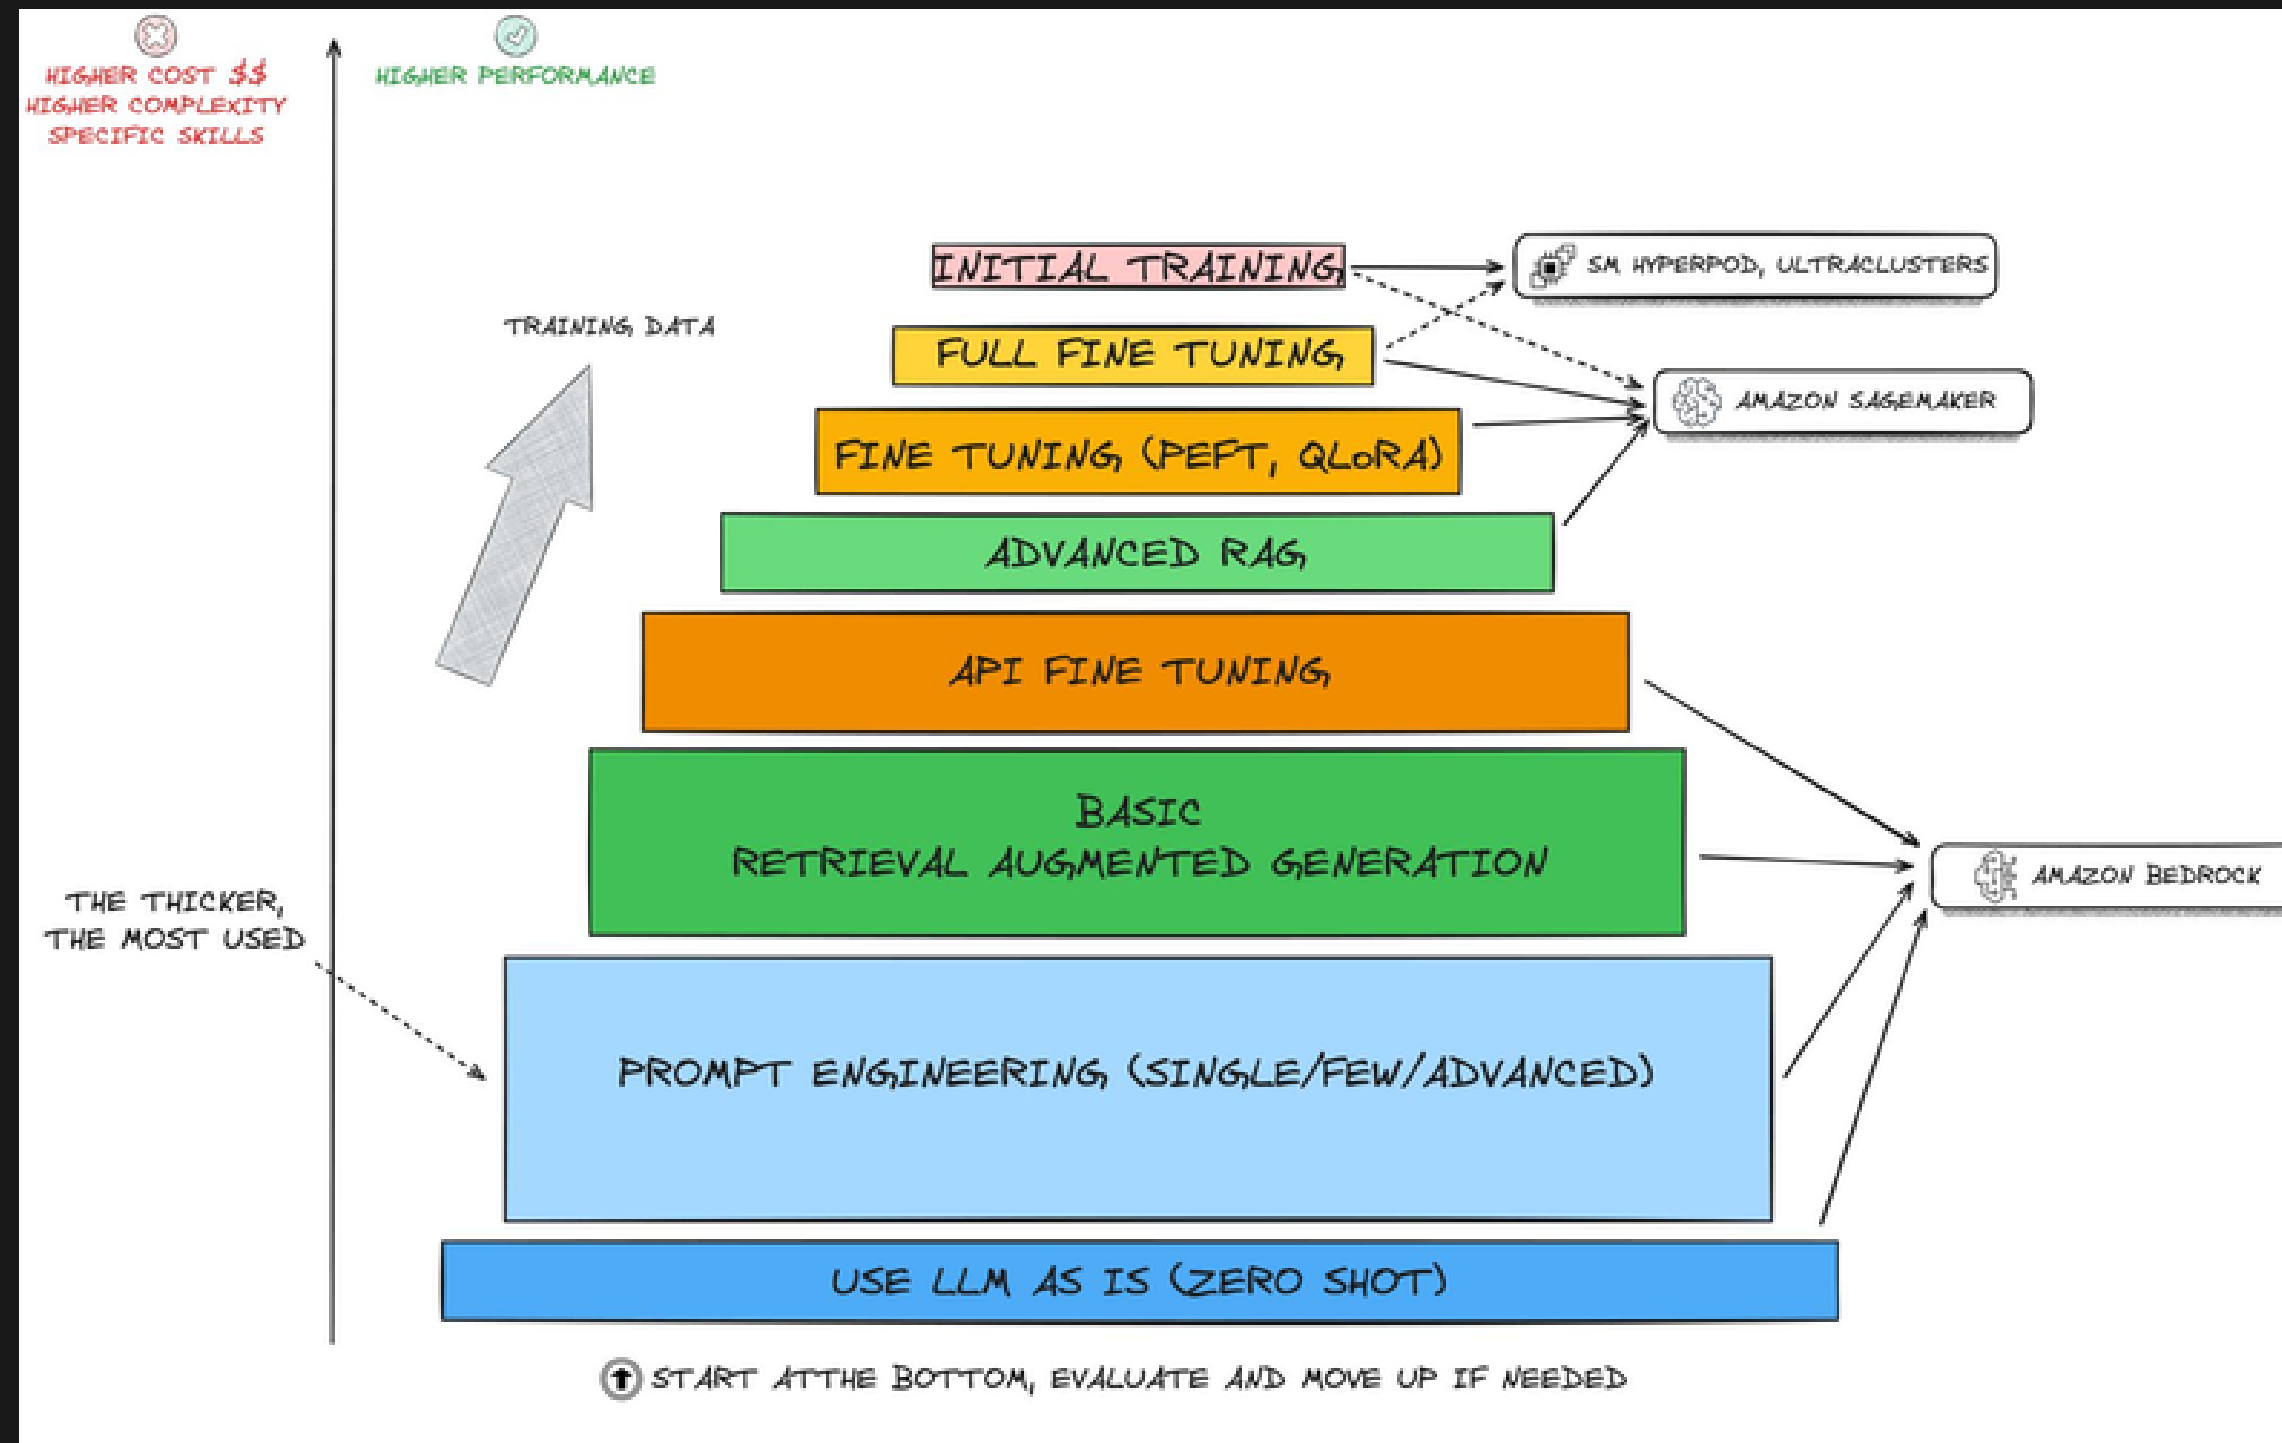 HIGHER COST $$
HIGHER COMPLEXITY
SPECIFIC SKILLS
HIGHER PERFORMANCE
INITIAL TRAINING
SM HYPERPOD, ULTRACLUSTERS
TRAINING DATA
FULL FINE TUNING
AMAZON SAGEMAKER
FINE TUNING (PEFT, QLoRA)
ADVANCED RAG
API FINE TUNING
BASIC
RETRIEVAL AUGMENTED GENERATION
AMAZON BEDROCK
THE THICKER,
THE MOST USED
PROMPT ENGINEERING (SINGLE/FEW/ADVANCED)
USE LLM AS IS (ZERO SHOT)
START ATTHE BOTTOM, EVALUATE AND MOVE UP IF NEEDED